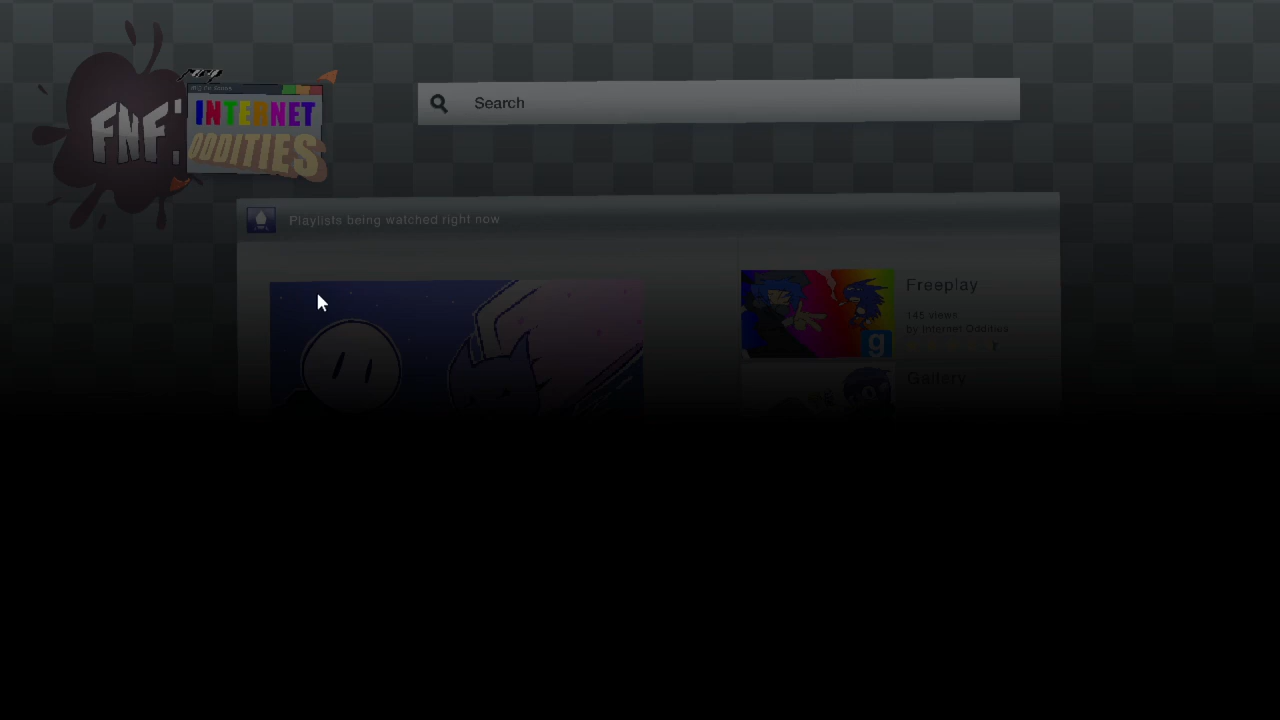 FNF:
INTERNET
ODDITIES
Search
Playlists being watched right now
Freeplay
145 views
by Internet Oddities
g
Gallery